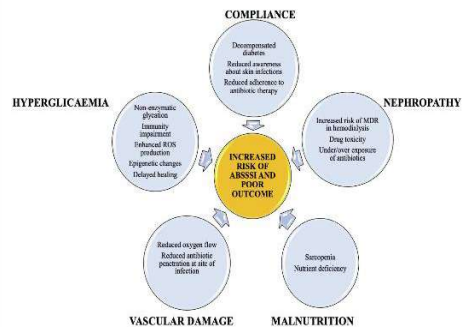 COMPLIANCE
Decompensated
diabetes
Reduced awareness
about skin infections
Reduced adherence to
antibiotic therapy
HYPERGLICAEMIA
Non-enzymatic
glycation
Immunity
impairment
Enhanced ROS
production
Epigenetic changes
Delayed healing
NEPHROPATHY
Increased risk of MDR
in hemodialysis
Drug toxicity
Under/over exposure
of antibiotics
INCREASED
RISK OF
ABSSSI AND
POOR
OUTCOME
Reduced oxygen flow
Reduced antibiotic
penetration at site of
infection
VASCULAR DAMAGE
Sarcopenia
Nutrient deficiency
MALNUTRITION